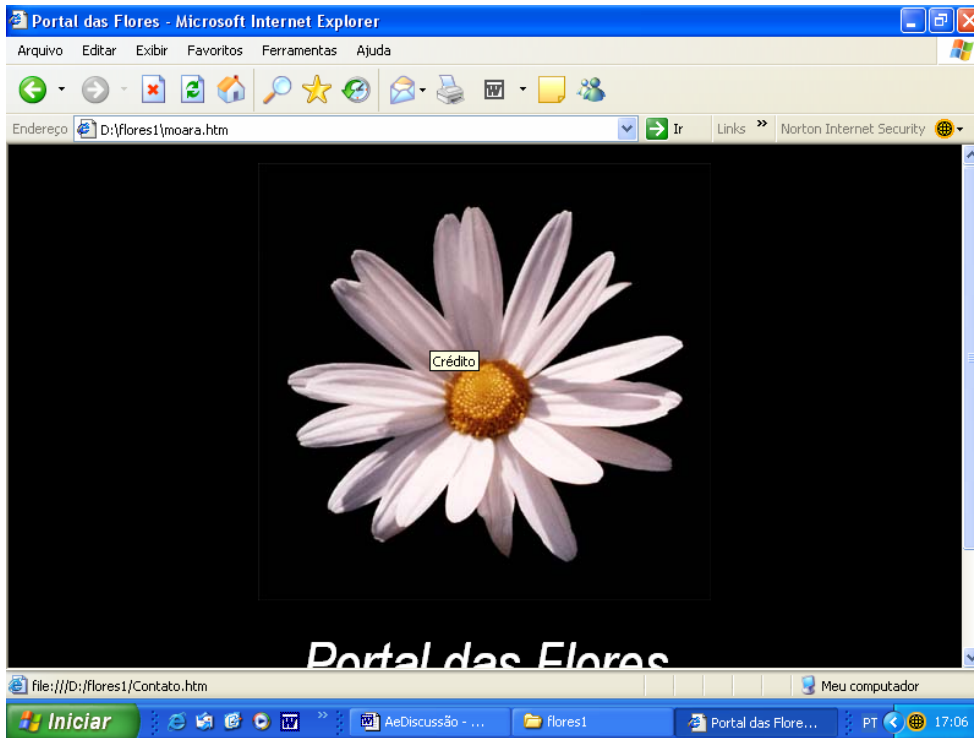 Portal das Flores - Microsoft Internet Explorer
Arquivo Editar Exibir Favoritos Ferramentas Ajuda
Endereço D:\flores1\moara.htm Ir Links » Norton Internet Security
Crédito
Portal das Flores
file:///D:/flores1/Contato.htm Meu computador
Iniciar W » AeDiscussão - ... flores1 Portal das Flore... PT 17:06